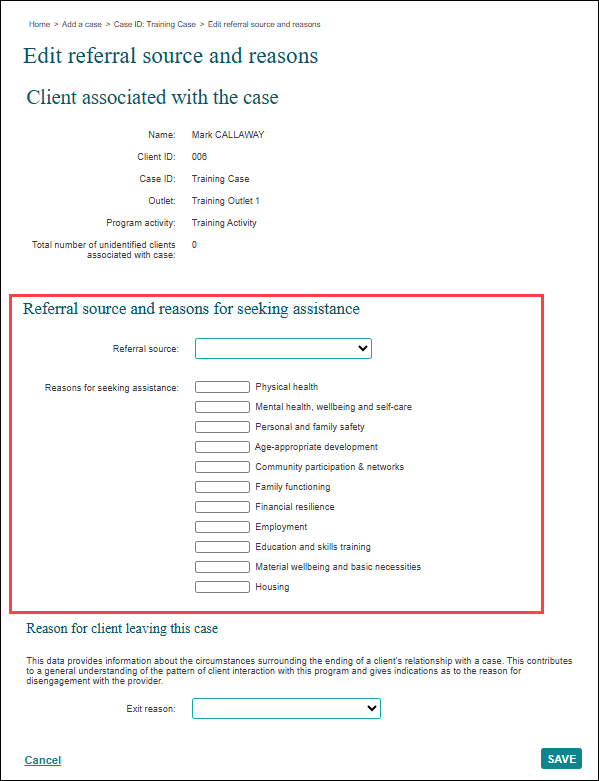 Home > Add a case > Case ID: Training Case > Edit referral source and reasons
Edit referral source and reasons
Client associated with the case
Name: Mark CALLAWAY
Client ID: 006
Case ID: Training Case
Outlet: Training Outlet 1
Program activity: Training Activity
Total number of unidentified clients 0
associated with case:
Referral source and reasons for seeking assistance
Referral source:
Reasons for seeking assistance: Physical health
Mental health, wellbeing and self-care
Personal and family safety
Age-appropriate development
Community participation & networks
Family functioning
Financial resilience
Employment
Education and skills training
Material wellbeing and basic necessities
Housing
Reason for client leaving this case
This data provides information about the circumstances surrounding the ending of a client's relationship with a case. This contributes
to a general understanding of the pattern of client interaction with this program and gives indications as to the reason for
disengagement with the provider.
Exit reason:
Cancel SAVE